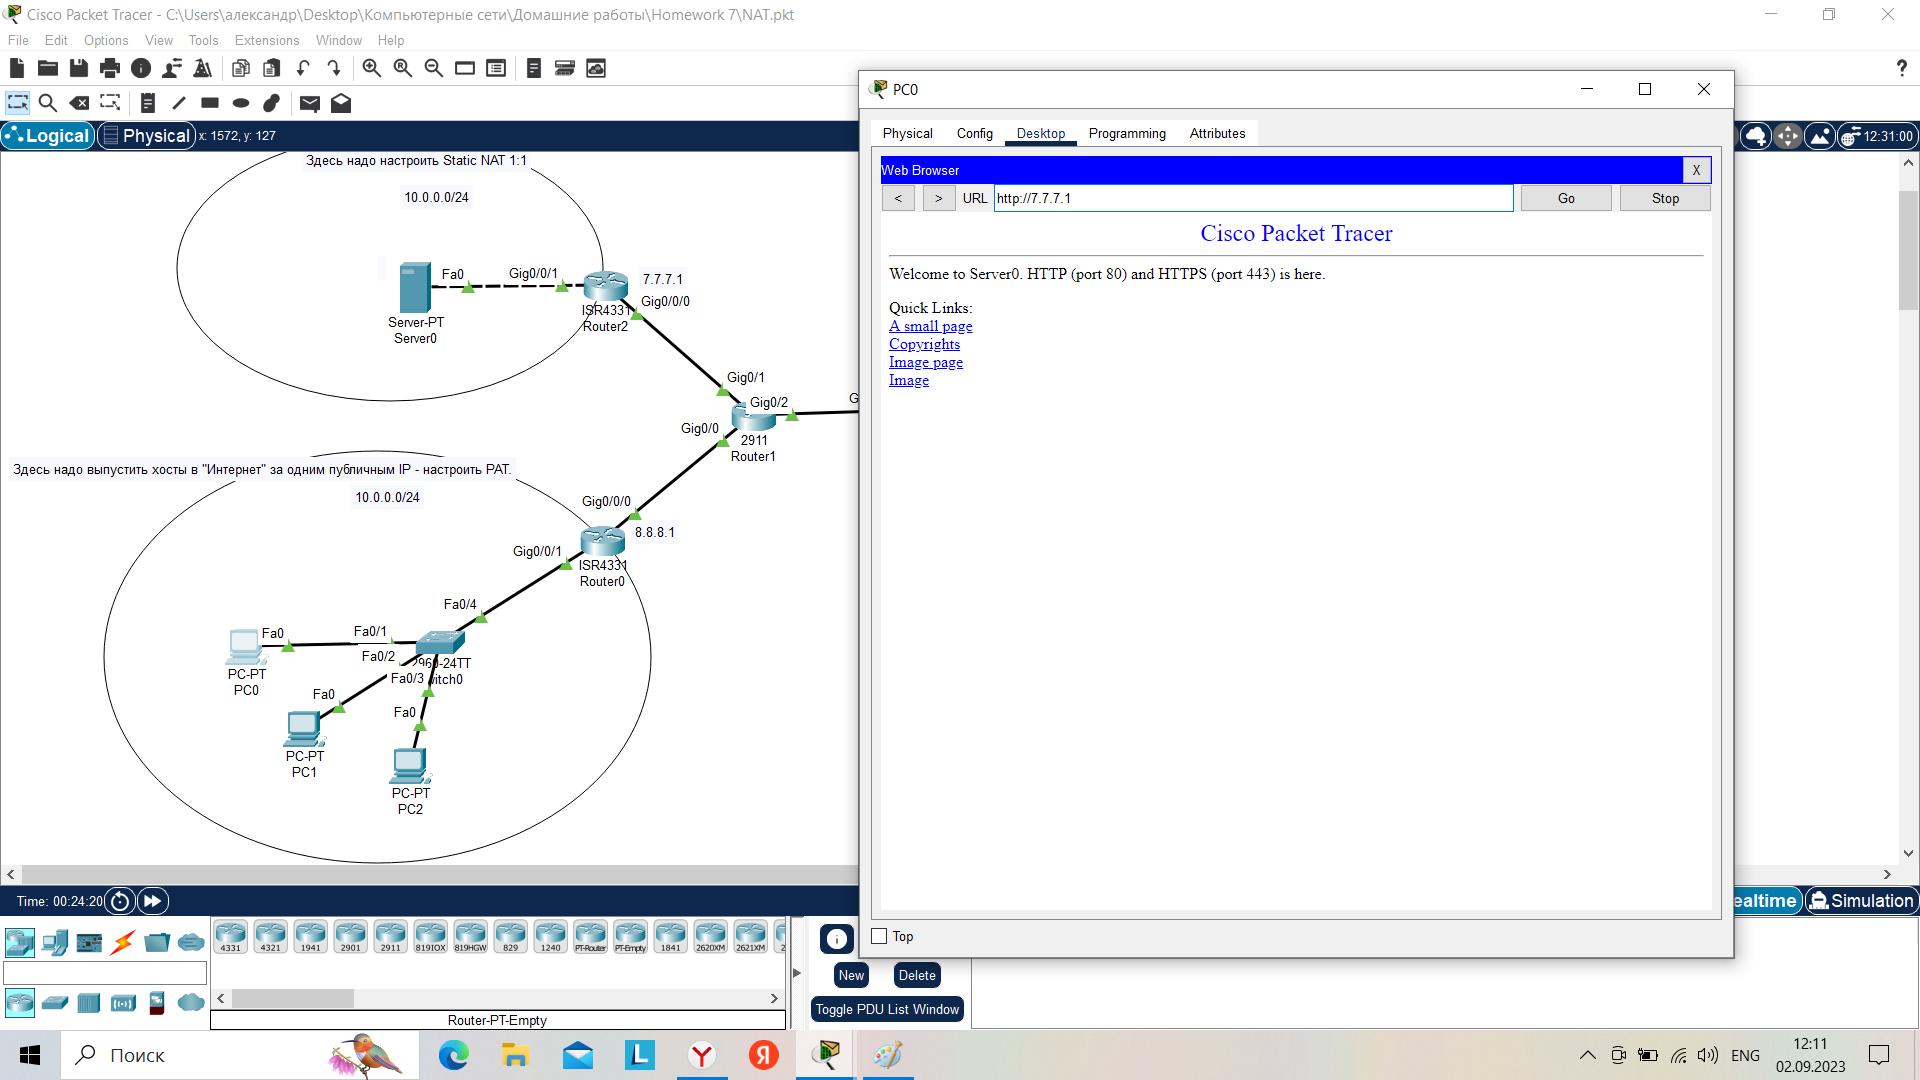 Cisco Packet Tracer - C:\Users\александр\Desktop\Компьютерные сети\Домашние работы\Homework 7\NAT.pkt
File Edit Options View Tools Extensions Window Help
?
Logical Physical x: 1572, y: 127
12:31:00
Здесь надо настроить Static NAT 1:1
10.0.0.0/24
Fa0
Gig0/0/1
7.7.7.1
Gig0/0/0
ISR4331
Router2
Server-PT
Server0
Gig0/1
Gig0/2
G
Gig0/0
2911
Router1
Здесь надо выпустить хосты в "Интернет" за одним публичным IP - настроить PAT.
10.0.0.0/24
Gig0/0/0
8.8.8.1
Gig0/0/1
ISR4331
Router0
Fa0/4
Fa0
Fa0/1
Fa0/2
2960-24TT
Fa0/3
witch0
PC-PT
PC0
Fa0
Fa0
PC-PT
PC1
PC-PT
PC2
PC0
Physical Config Desktop Programming Attributes
Web Browser
X
< > URL http://7.7.7.1 Go Stop
Cisco Packet Tracer
Welcome to Server0. HTTP (port 80) and HTTPS (port 443) is here.
Quick Links:
A small page
Copyrights
Image page
Image
Top
Time: 00:24:20
ealtime Simulation
4331 4321 1941 2901 2911 819IOX 819HGW 829 1240 PT-Router PT-Empty 1841 2620XM 2621XM 2
New Delete
Toggle PDU List Window
Router-PT-Empty
Поиск
ENG
12:11
02.09.2023